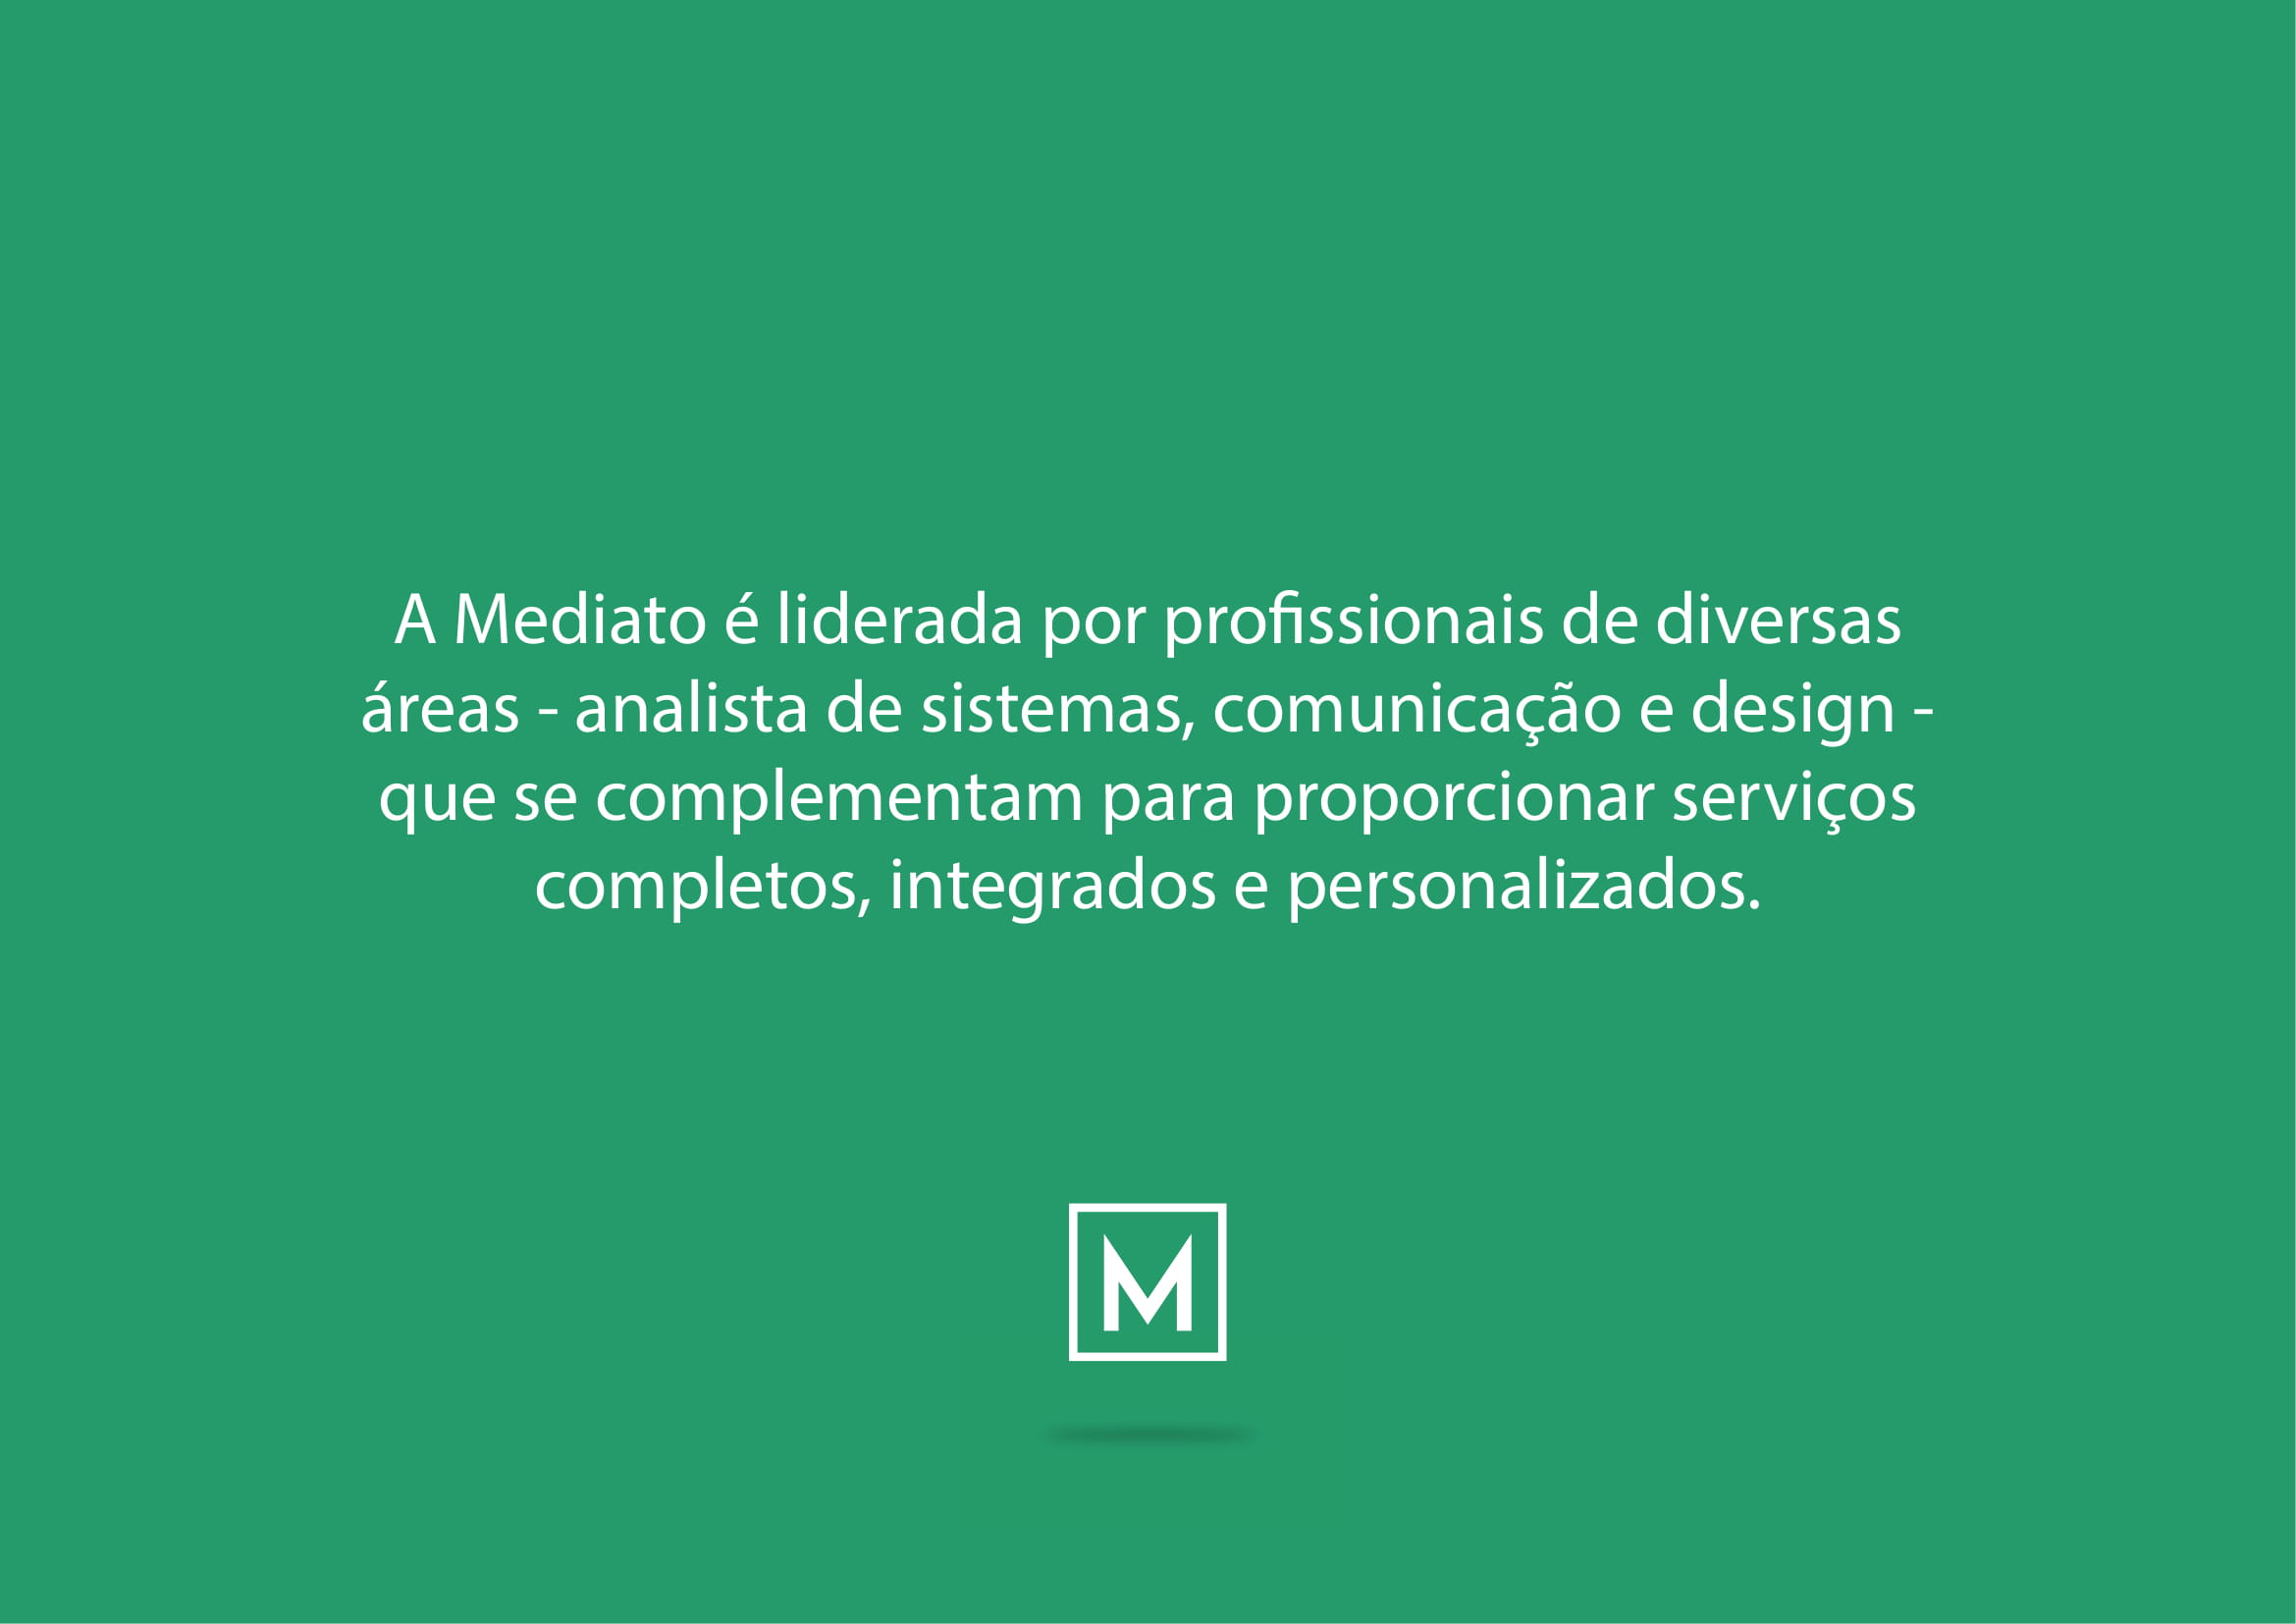 A Mediato é liderada por profissionais de diversas
áreas - analista de sistemas, comunicação e design -
que se complementam para proporcionar serviços
completos, integrados e personalizados.
M